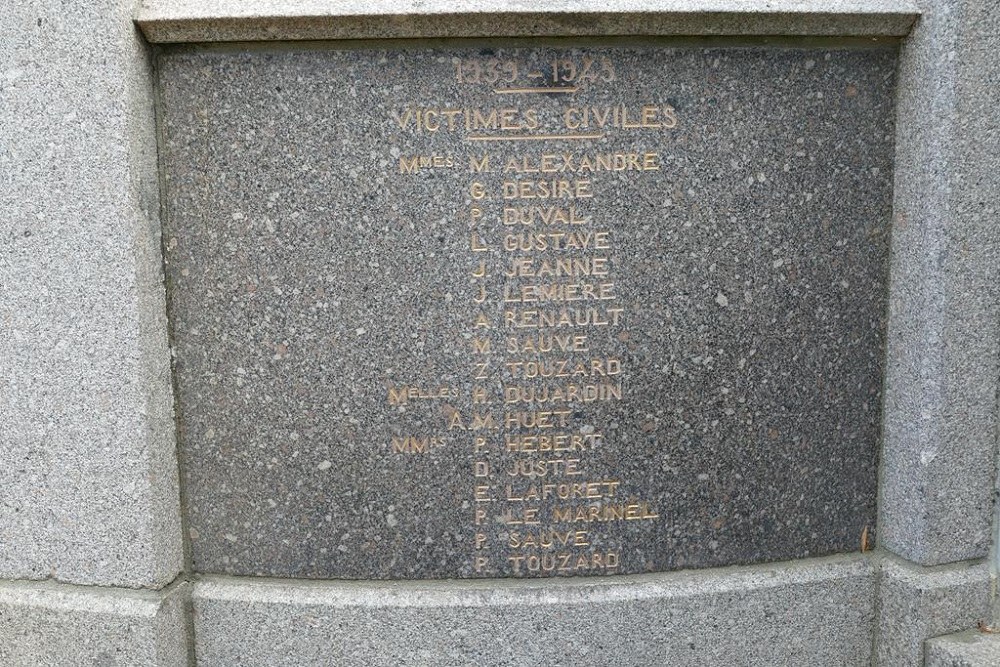 1939 - 1945
VICTIMES CIVILES
MMES M. ALEXANDRE
G. DESIRE
P. DUVAL
L. GUSTAVE
J. JEANNE
J. LEMIERE
A. RENAULT
M. SAUVE
Z. TOUZARD
MELLES H. DUJARDIN
A.M. HUET
MMRS P. HEBERT
D. JUSTE
E. LAFORET
P. LE MARINEL
P. SAUVE
P. TOUZARD